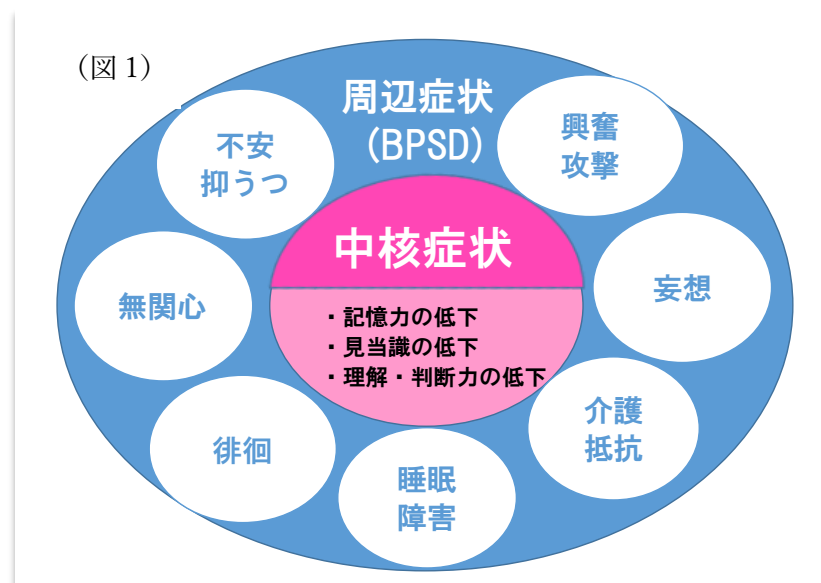 （図 1）
周辺症状
(BPSD)
不安
抑うつ
興奮
攻撃
中核症状
・記憶力の低下
・見当識の低下
・理解・判断力の低下
無関心
妄想
徘徊
介護
抵抗
睡眠
障害